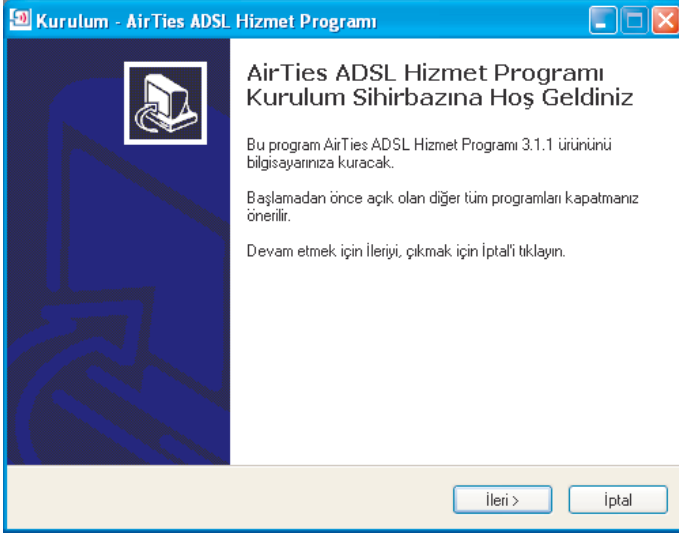 Kurulum - AirTies ADSL Hizmet Programı
AirTies ADSL Hizmet Programı
Kurulum Sihirbazına Hoş Geldiniz
Bu program AirTies ADSL Hizmet Programı 3.1.1 ürününü
bilgisayarınıza kuracak.
Başlamadan önce açık olan diğer tüm programları kapatmanız
önerilir.
Devam etmek için İleriyi, çıkmak için İptal'i tıklayın.
İleri >
İptal